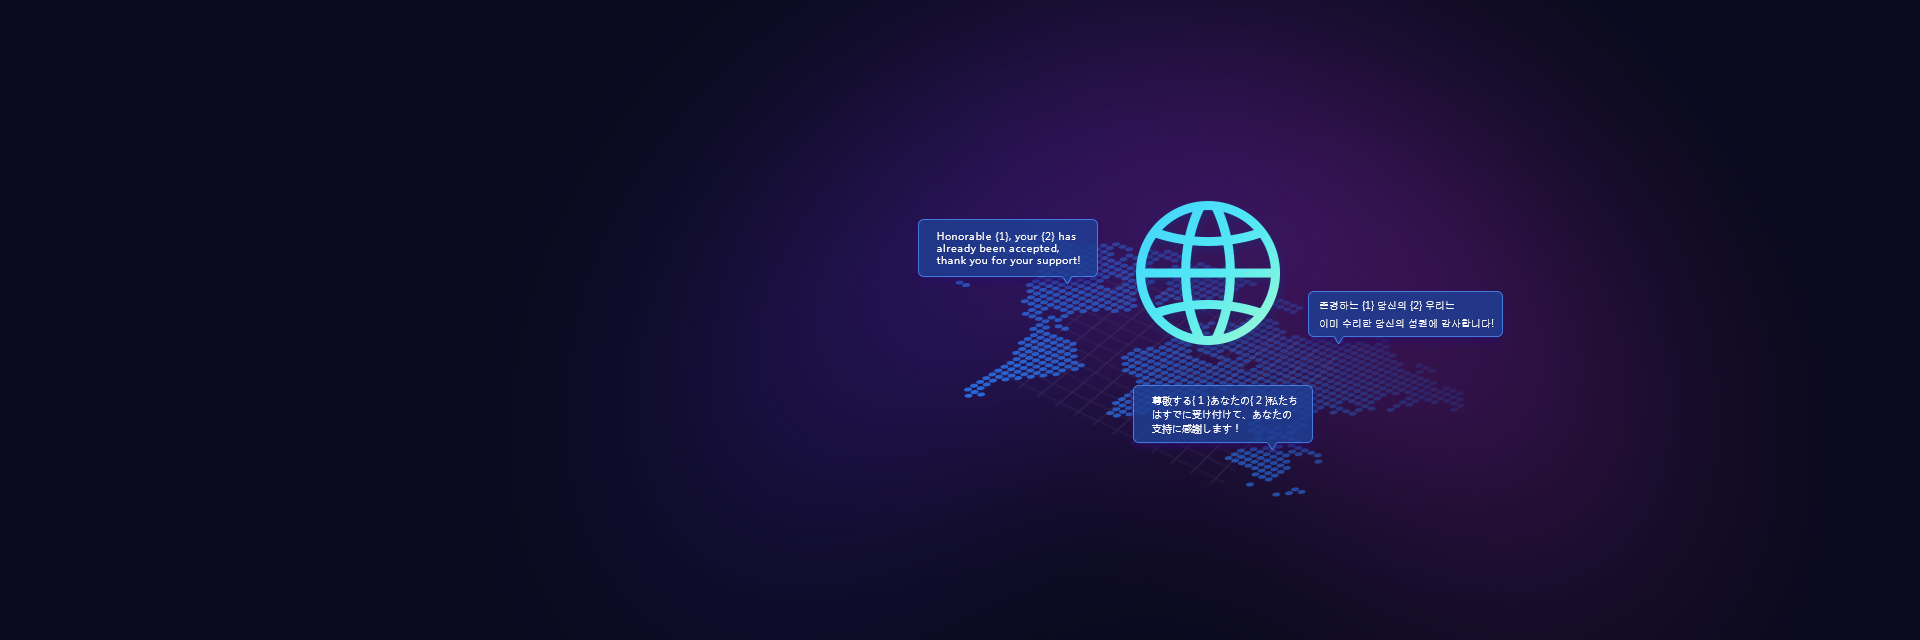 Honorable {1}, your {2} has
already been accepted,
thank you for your support!
존경하는 {1} 당신의 {2} 우리는
이미 수리한 당신의 성원에 감사합니다!
尊敬する{ 1 }あなたの{ 2 }私たち
はすでに受け付けて、あなたの
支持に感謝します！